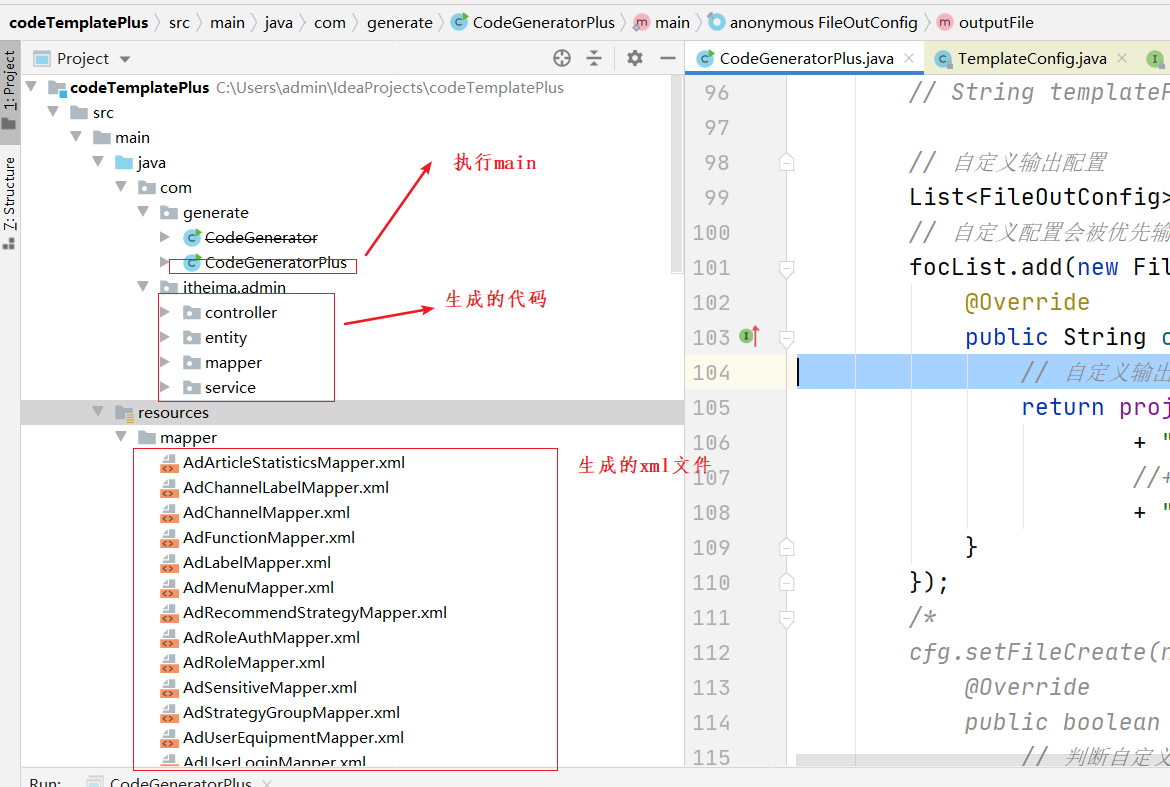 codeTemplatePlus
src
main
java
com
generate
CodeGeneratorPlus
main
anonymous FileOutConfig
outputFile
1: Project
Z: Structure
Project
CodeGeneratorPlus.java
TemplateConfig.java
codeTemplatePlus C:\Users\admin\IdeaProjects\codeTemplatePlus
src
main
java
com
generate
CodeGenerator
CodeGeneratorPlus
itheima.admin
controller
entity
mapper
service
resources
mapper
AdArticleStatisticsMapper.xml
AdChannelLabelMapper.xml
AdChannelMapper.xml
AdFunctionMapper.xml
AdLabelMapper.xml
AdMenuMapper.xml
AdRecommendStrategyMapper.xml
AdRoleAuthMapper.xml
AdRoleMapper.xml
AdSensitiveMapper.xml
AdStrategyGroupMapper.xml
AdUserEquipmentMapper.xml
AdUserLoginMapper.xml
执行main
生成的代码
生成的xml文件
96 // String templateP
97
98 // 自定义输出配置
99 List<FileOutConfig>
100 // 自定义配置会被优先输
101 focList.add(new Fil
102 @Override
103 public String o
104 // 自定义输出
105 return proj
106 + "
107 //+
108 + "
109 }
110 });
111 /*
112 cfg.setFileCreate(n
113 @Override
114 public boolean
115 // 判断自定义
Run: CodeGeneratorPlus